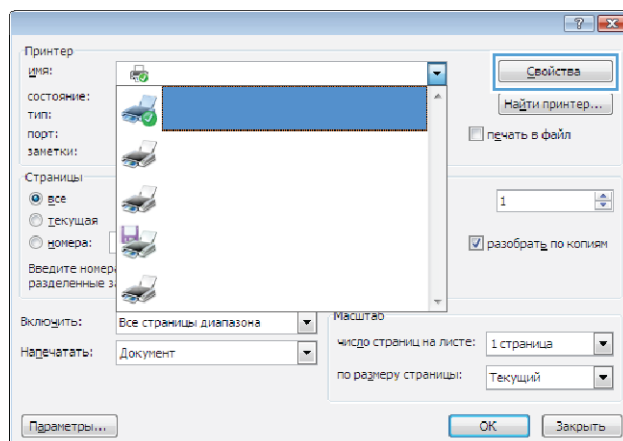 Принтер
имя:
Свойства
состояние:
Найти принтер...
тип:
порт:
печать в файл
заметки:
Страницы
все
1
текущая
номера:
разобрать по копиям
Введите номер
разделенные з
Включить:
Все страницы диапазона
Масштаб
число страниц на листе:
1 страница
Напечатать:
Документ
по размеру страницы:
Текущий
Параметры...
ОК
Закрыть